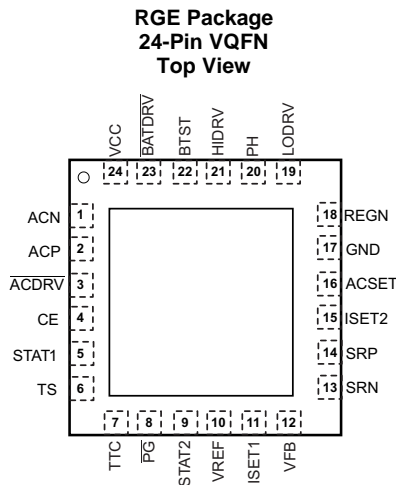 RGE Package
24-Pin VQFN
Top View
VCC
BATDRV
BTST
HIDRV
PH
LODRV
24
23
22
21
20
19
ACN 1
ACP 2
ACDRV 3
CE 4
STAT1 5
TS 6
18 REGN
17 GND
16 ACSET
15 ISET2
14 SRP
13 SRN
7
8
9
10
11
12
TTC
PG
STAT2
VREF
ISET1
VFB